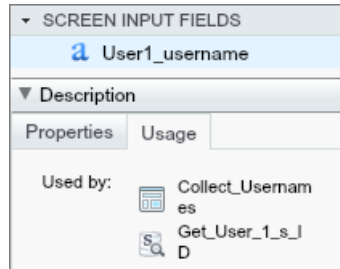 SCREEN INPUT FIELDS
a User1_username
Description
Properties Usage
Used by: Collect_Usernam
es
Get_User_1_s_I
D